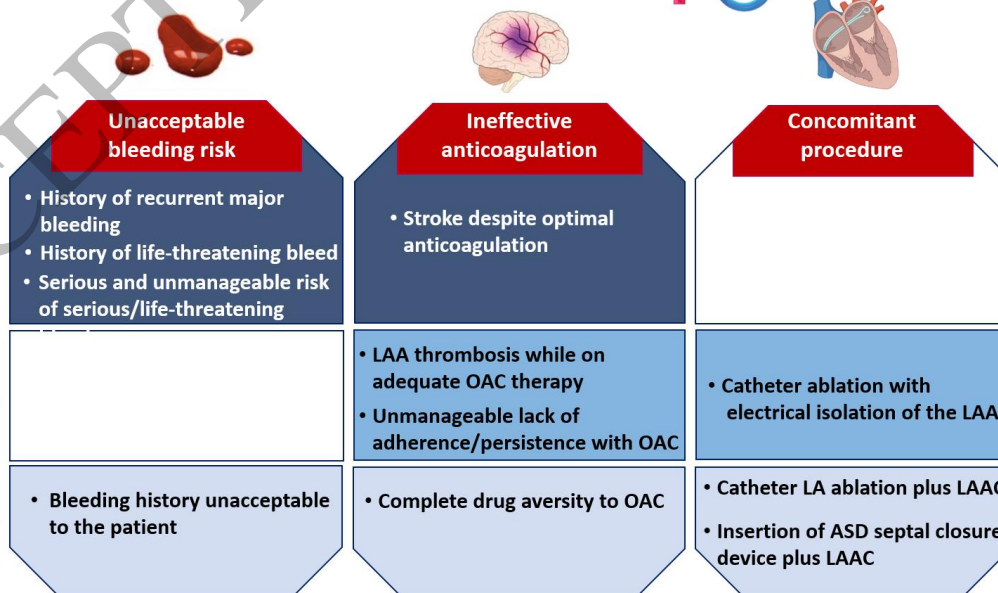 Unacceptable
bleeding risk
• History of recurrent major
bleeding
• History of life-threatening bleed
• Serious and unmanageable risk
of serious/life-threatening
• Bleeding history unacceptable
to the patient
Ineffective
anticoagulation
• Stroke despite optimal
anticoagulation
• LAA thrombosis while on
adequate OAC therapy
• Unmanageable lack of
adherence/persistence with OAC
• Complete drug aversity to OAC
Concomitant
procedure
• Catheter ablation with
electrical isolation of the LAA
• Catheter LA ablation plus LAAC
• Insertion of ASD septal closure
device plus LAAC
CEPT